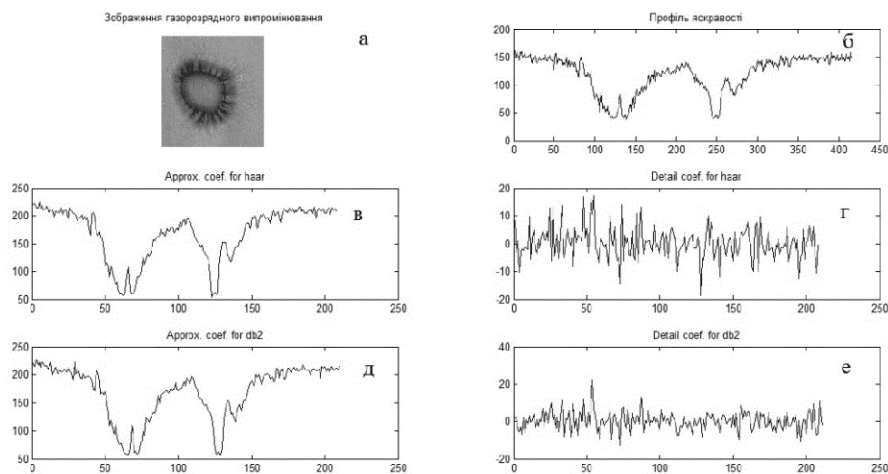 Зображення газорозрядного випромінювання
а
Профіль яскравості
б
200
150
100
50
0
0 50 100 150 200 250 300 350 400 450
Approx. coef. for haar
в
250
200
150
100
50
0 50 100 150 200 250
Detail coef. for haar
г
20
10
0
-10
-20
0 50 100 150 200 250
Approx. coef. for db2
д
250
200
150
100
50
0 50 100 150 200 250
Detail coef. for db2
е
40
20
0
-20
0 50 100 150 200 250